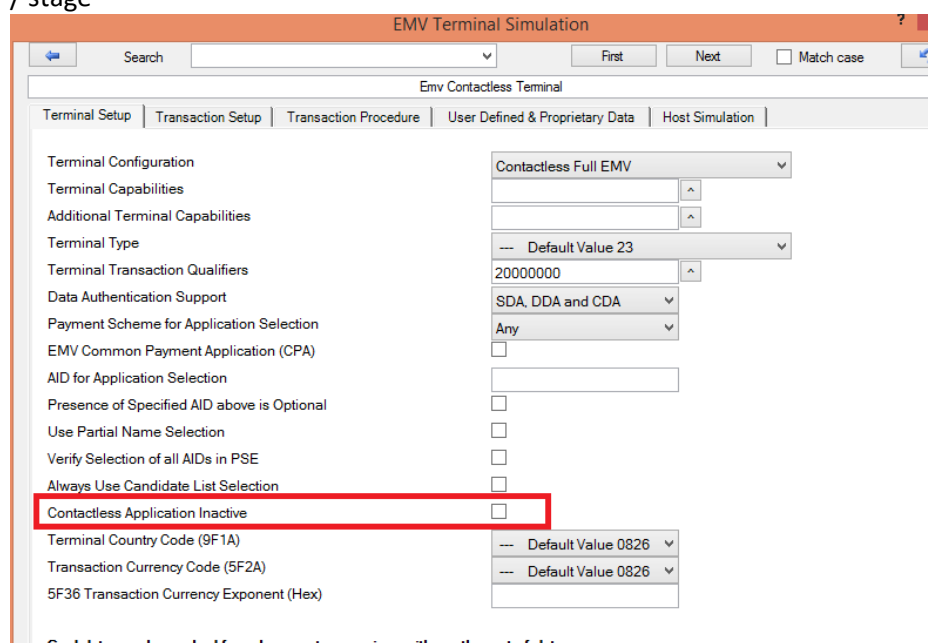 / stage
EMV Terminal Simulation ?
Search First Next Match case
Emv Contactless Terminal
Terminal Setup Transaction Setup Transaction Procedure User Defined & Proprietary Data Host Simulation
Terminal Configuration Contactless Full EMV
Terminal Capabilities
Additional Terminal Capabilities
Terminal Type --- Default Value 23
Terminal Transaction Qualifiers 20000000
Data Authentication Support SDA, DDA and CDA
Payment Scheme for Application Selection Any
EMV Common Payment Application (CPA)
AID for Application Selection
Presence of Specified AID above is Optional
Use Partial Name Selection
Verify Selection of all AIDs in PSE
Always Use Candidate List Selection
Contactless Application Inactive
Terminal Country Code (9F1A) --- Default Value 0826
Transaction Currency Code (5F2A) --- Default Value 0826
5F36 Transaction Currency Exponent (Hex)